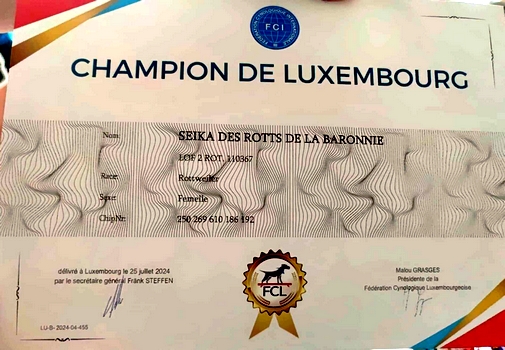 FCI
CHAMPION DE LUXEMBOURG
Nom: SEIKA DES ROTTS DE LA BARONNIE
LOF 2 ROT. 110367
Race: Rottweiler
Sexe: Femelle
ChipNr: 250 269 610 186 192
délivré à Luxembourg le 25 juillet 2024
par le secrétaire général Frank STEFFEN
Malou GRASGES
Présidente de la
Fédération Cynologique Luxembourgeoise
FCL
LU-B- 2024-04-455